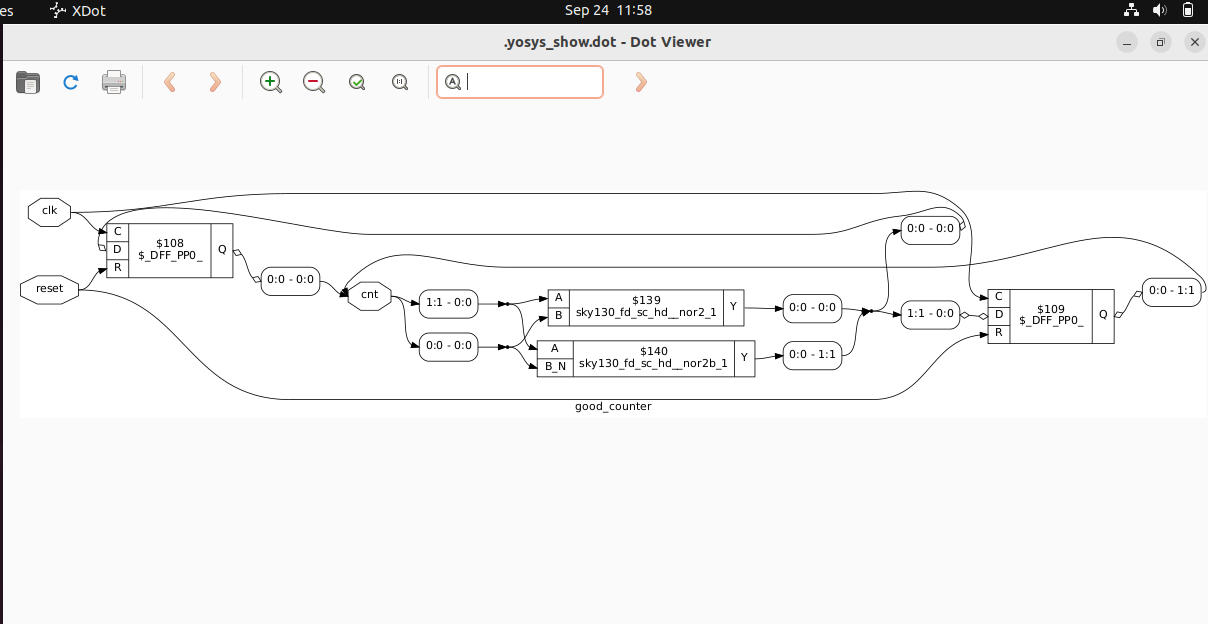 es
XDot
Sep 24 11:58
.yosys_show.dot - Dot Viewer
A
clk
C
D
R
$108
$_DFF_PP0_
Q
reset
0:0 - 0:0
cnt
1:1 - 0:0
0:0 - 0:0
A
B
$139
sky130_fd_sc_hd__nor2_1
Y
A
B_N
$140
sky130_fd_sc_hd__nor2b_1
Y
0:0 - 0:0
0:0 - 1:1
0:0 - 0:0
1:1 - 0:0
C
D
R
$109
$_DFF_PP0_
Q
0:0 - 1:1
good_counter